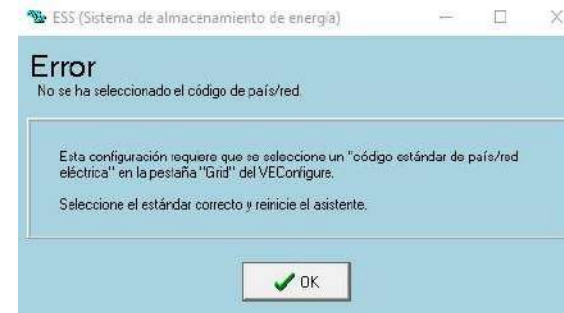 ESS (Sistema de almacenamiento de energía)
Error
No se ha seleccionado el código de país/red.
Esta configuración requiere que se seleccione un "código estándar de país/red
eléctrica" en la pestaña "Grid" del VEConfigure.
Seleccione el estándar correcto y reinicie el asistente.
OK